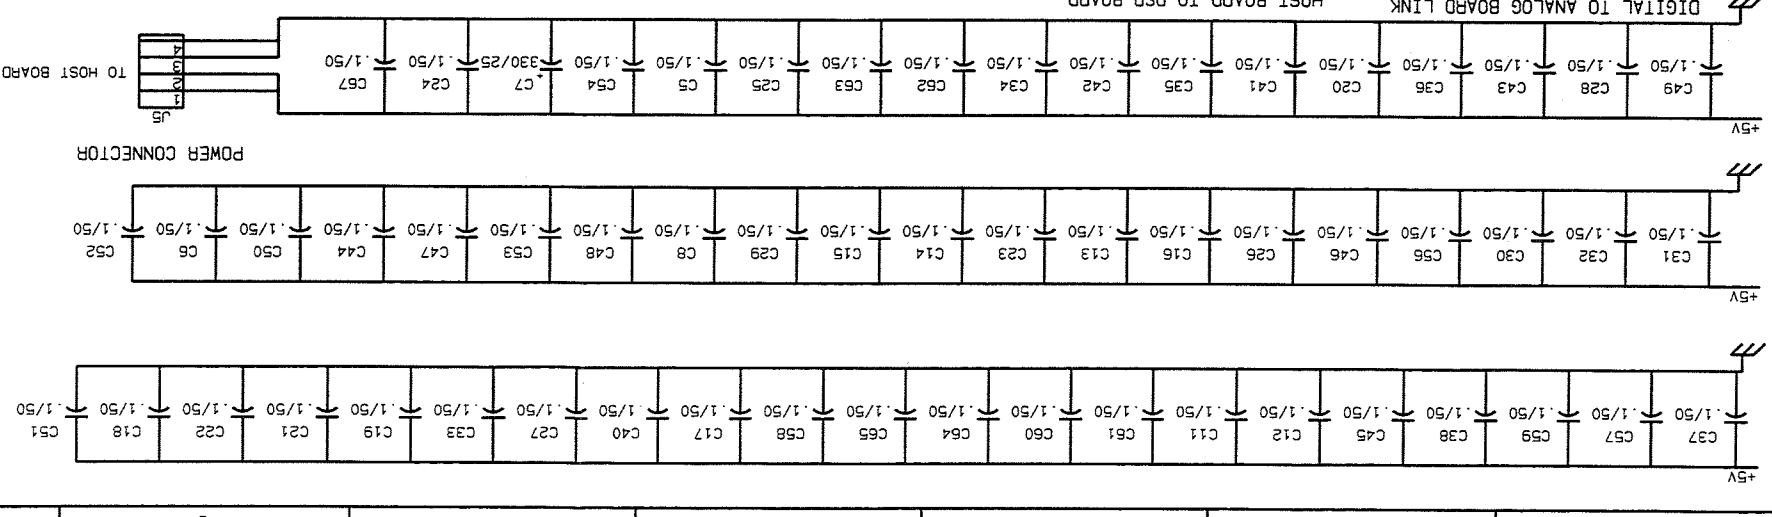 +5V
C37 C57 C59 C38 C45 C12 C11 C61 C60 C64 C65 C58 C17 C40 C27 C33 C19 C21 C22 C18 C51
.1/50 .1/50 .1/50 .1/50 .1/50 .1/50 .1/50 .1/50 .1/50 .1/50 .1/50 .1/50 .1/50 .1/50 .1/50 .1/50 .1/50 .1/50 .1/50 .1/50 .1/50
+5V
C31 C32 C30 C56 C46 C26 C16 C13 C23 C14 C15 C29 C8 C48 C53 C47 C44 C50 C6 C52
.1/50 .1/50 .1/50 .1/50 .1/50 .1/50 .1/50 .1/50 .1/50 .1/50 .1/50 .1/50 .1/50 .1/50 .1/50 .1/50 .1/50 .1/50 .1/50 .1/50
POWER CONNECTOR
+5V
J5
C49 C28 C43 C36 C20 C41 C35 C42 C34 C62 C63 C25 C5 C54 C7 C24 C67
.1/50 .1/50 .1/50 .1/50 .1/50 .1/50 .1/50 .1/50 .1/50 .1/50 .1/50 .1/50 .1/50 .1/50 +330/25 .1/50 .1/50
1
2
3
4
TO HOST BOARD
DIGITAL TO ANALOG BOARD LINK
HOST BOARD TO DSP BOARD